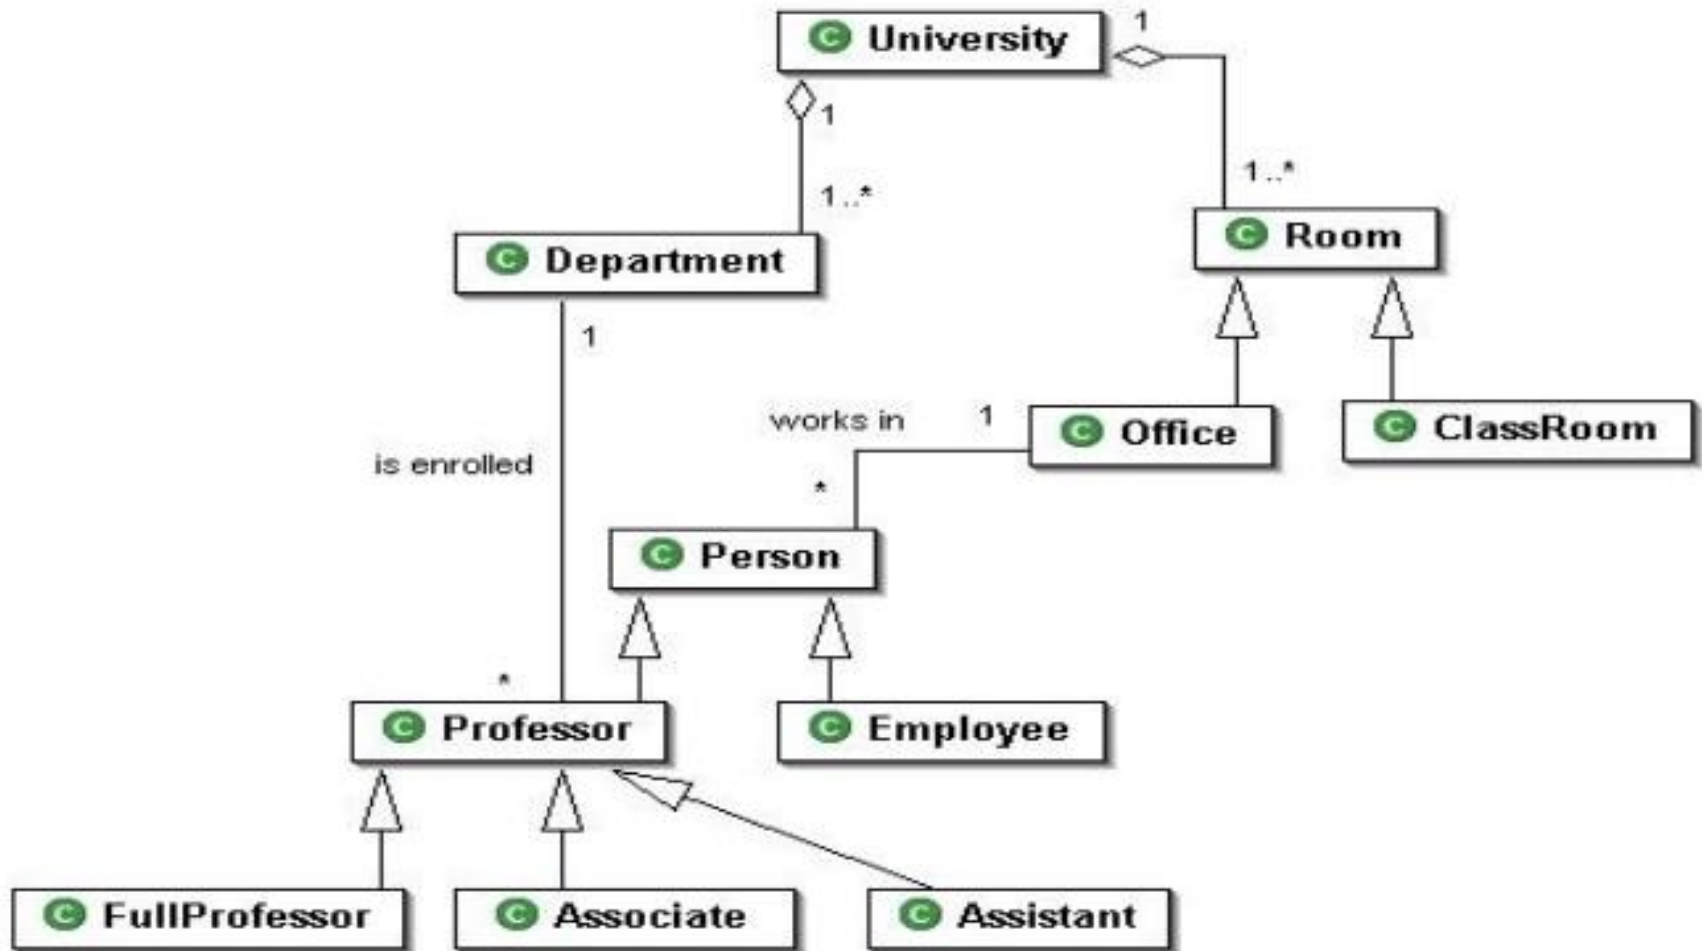 C University
1
1
1..*
1..*
C Department
C Room
1
works in
1
C Office
C ClassRoom
is enrolled
*
C Person
*
C Professor
C Employee
C FullProfessor
C Associate
C Assistant